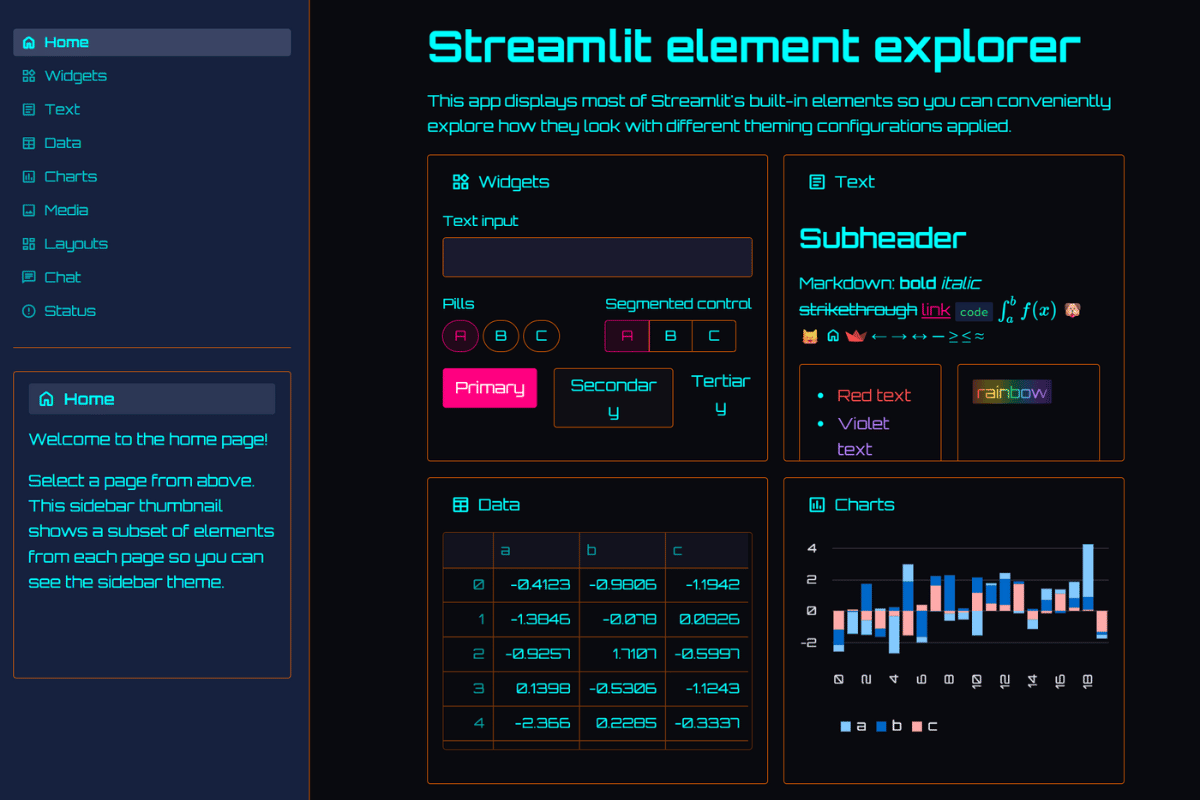 Home
Widgets
Text
Data
Charts
Media
Layouts
Chat
Status
Home
Welcome to the home page!
Select a page from above.
This sidebar thumbnail
shows a subset of elements
from each page so you can
see the sidebar theme.
Streamlit element explorer
This app displays most of Streamlit's built-in elements so you can conveniently
explore how they look with different theming configurations applied.
Widgets
Text input
Pills Segmented control
A B C A B C
Primary Secondar Tertiar
y y
Text
Subheader
Markdown: bold italic
strikethrough link code ∫ₐᵇ f(x) 🐶
😸 ← → ↔ — ≥ ≤ ≈
Red text
Violet
text
rainbow
Data
a b c
0 -0.4123 -0.9806 -1.1942
1 -1.3846 -0.078 0.0826
2 -0.9257 1.7107 -0.5997
3 0.1398 -0.5306 -1.1243
4 -2.366 0.2285 -0.3337
Charts
4
2
0
-2
0 2 4 6 8 10 12 14 16 18
a b c